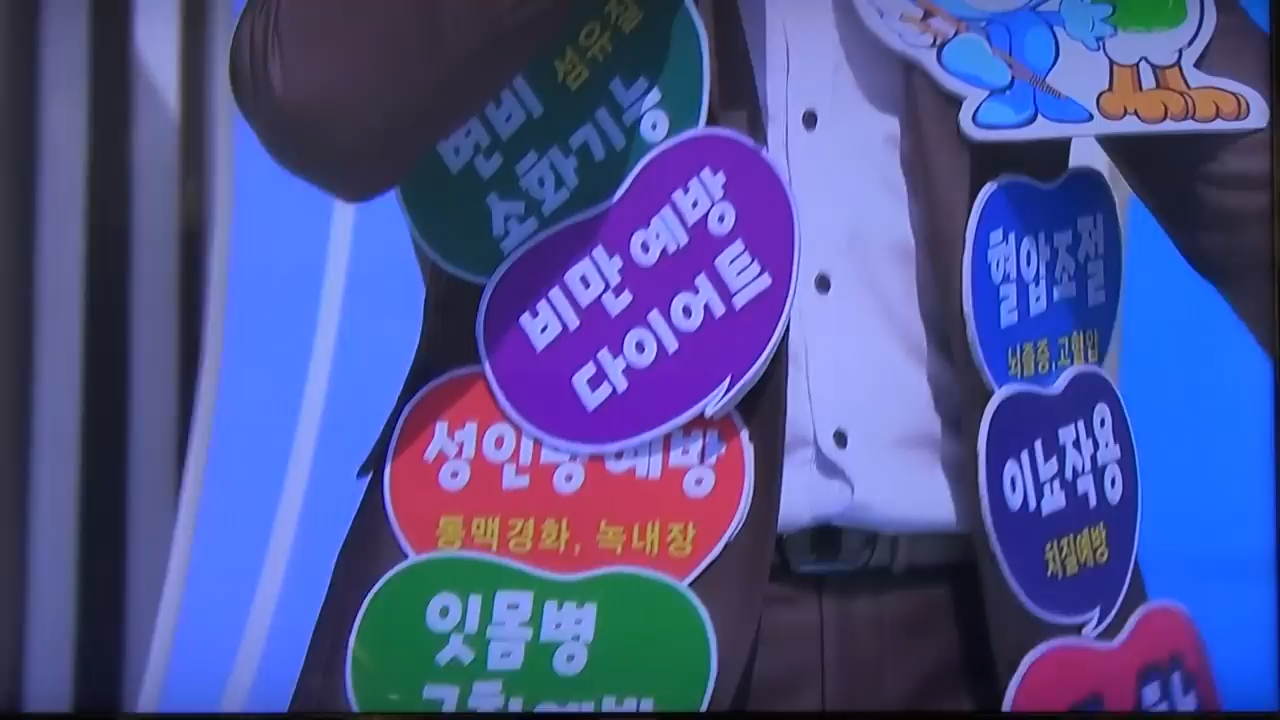 섬유질
변비
소화기능
비만 예방
다이어트
성인병 예방
동맥경화, 녹내장
잇몸병
혈압조절
뇌졸중,고혈압
이뇨작용
치질예방